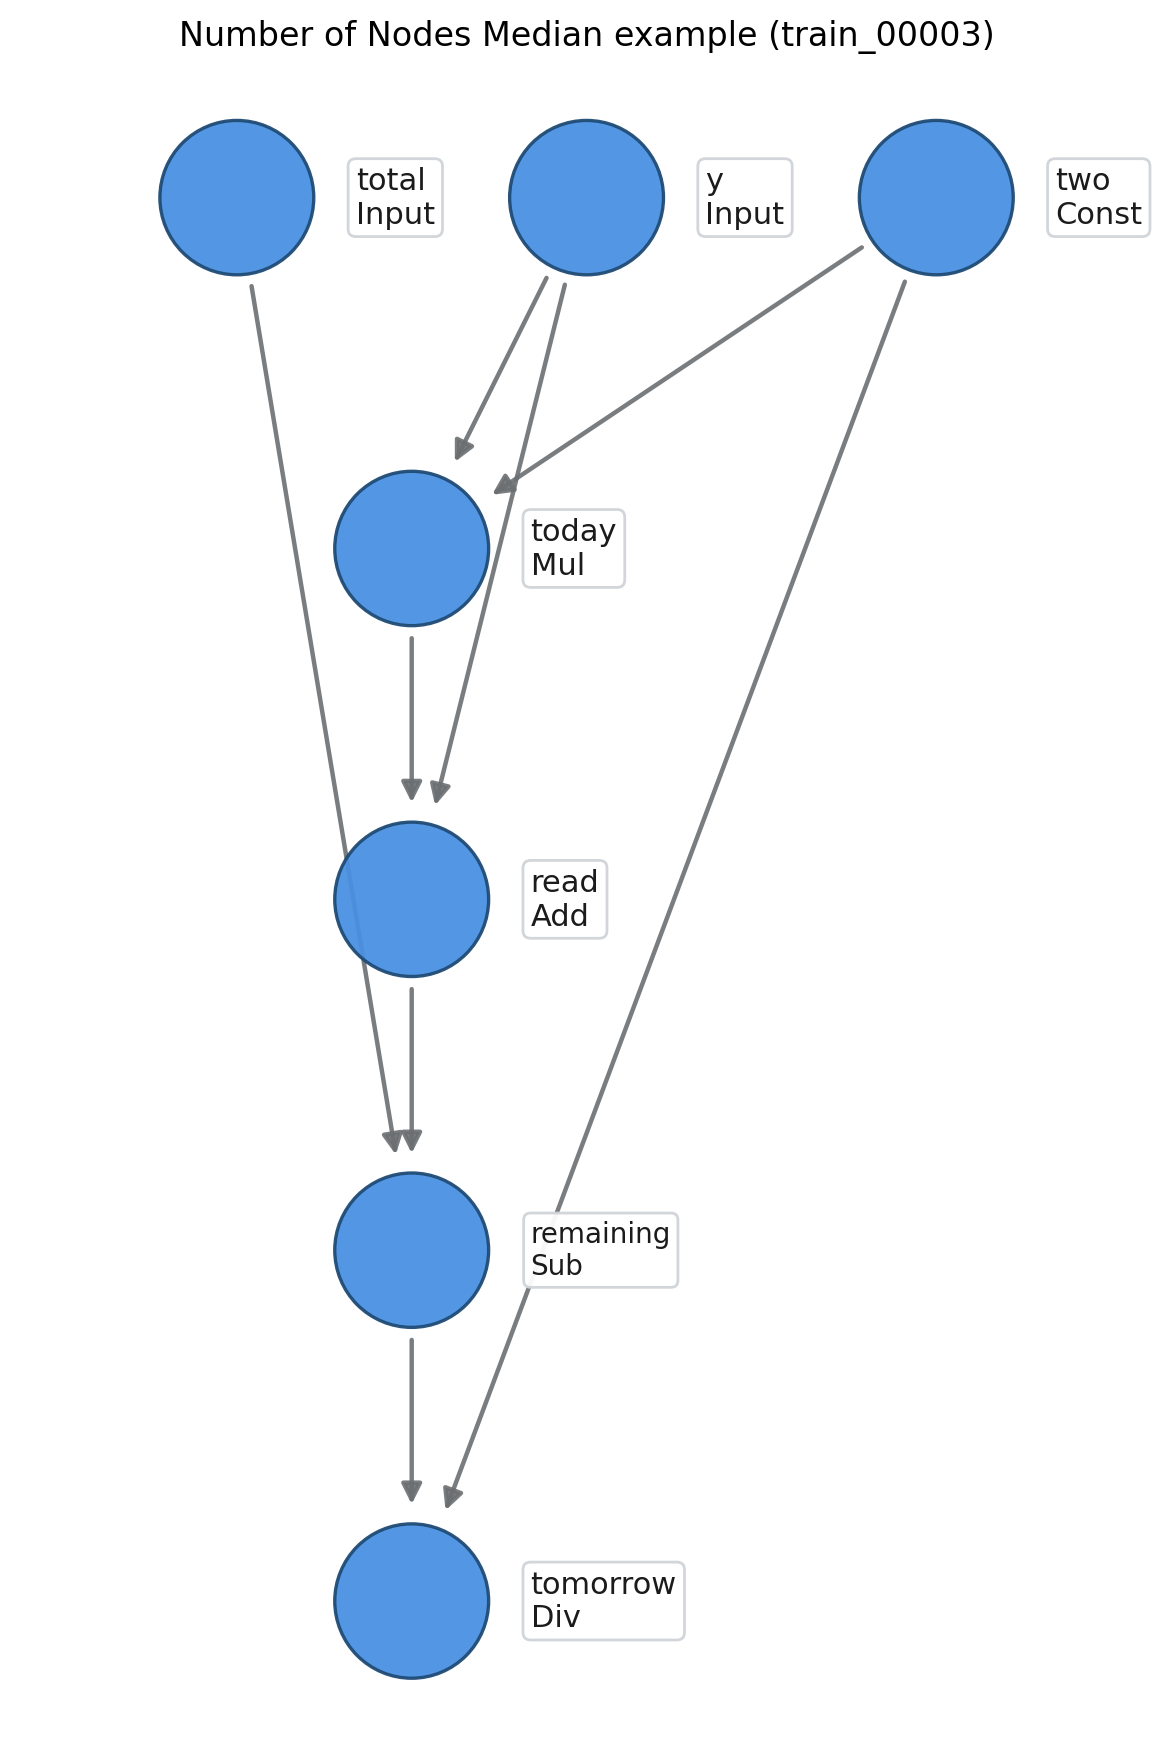 Number of Nodes Median example (train_00003)
total
Input
y
Input
two
Const
today
Mul
read
Add
remaining
Sub
tomorrow
Div